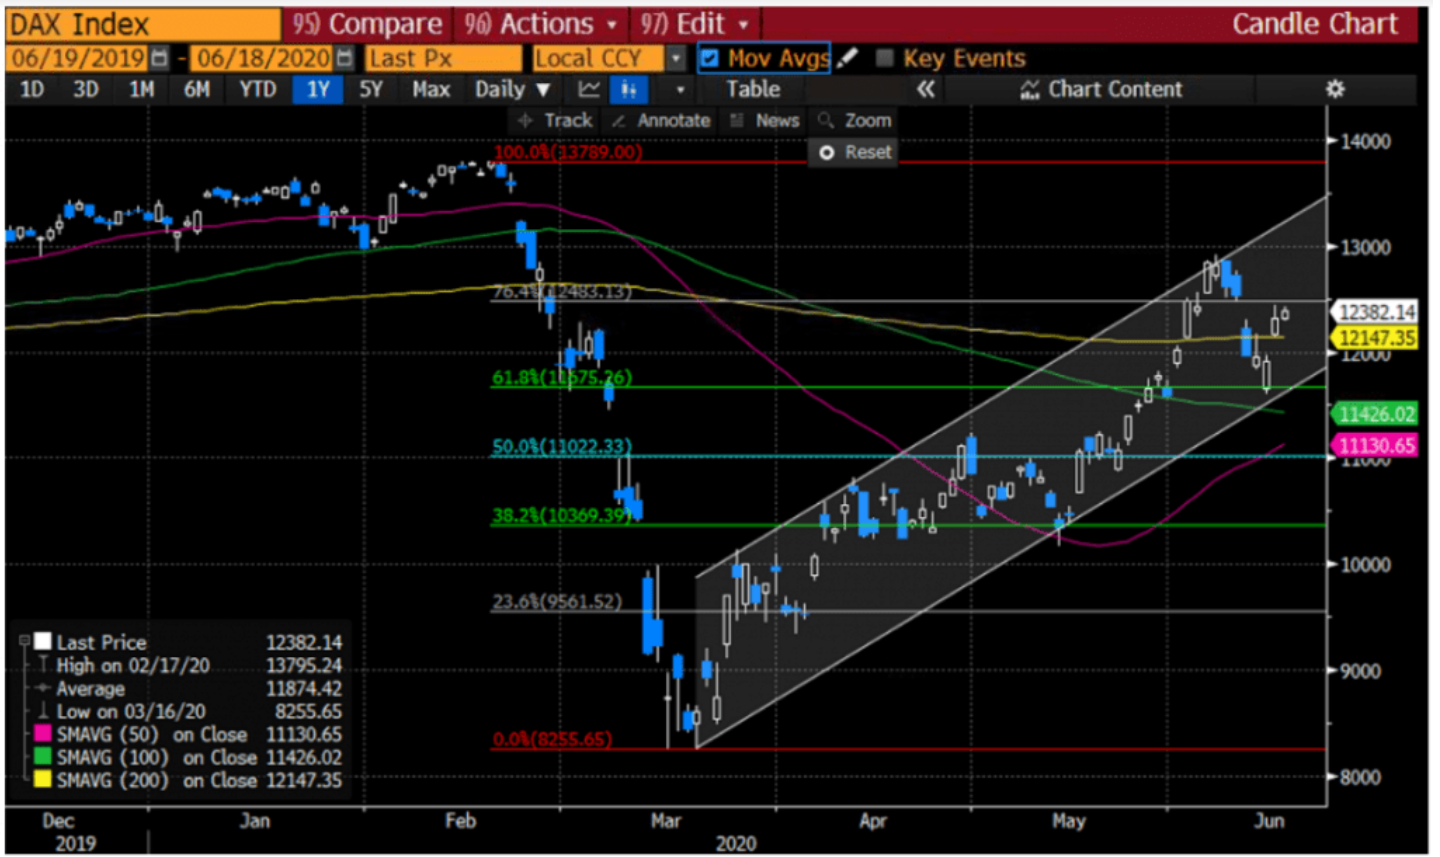 DAX Index 95) Compare 96) Actions 97) Edit Candle Chart
06/19/2019 - 06/18/2020 Last Px Local CCY Mov Avgs Key Events
1D 3D 1M 6M YTD 1Y 5Y Max Daily Table Chart Content
Track Annotate News Zoom
Reset
14000
100.0%(13789.00)
13000
76.4%(12483.13)
12382.14
12147.35
12000
61.8%(11675.26)
11426.02
50.0%(11022.33)
11130.65
11000
38.2%(10369.39)
10000
23.6%(9561.52)
9000
0.0%(8255.65)
8000
Last Price 12382.14
High on 02/17/20 13795.24
Average 11874.42
Low on 03/16/20 8255.65
SMAVG (50) on Close 11130.65
SMAVG (100) on Close 11426.02
SMAVG (200) on Close 12147.35
Dec Jan Feb Mar Apr May Jun
2019 2020